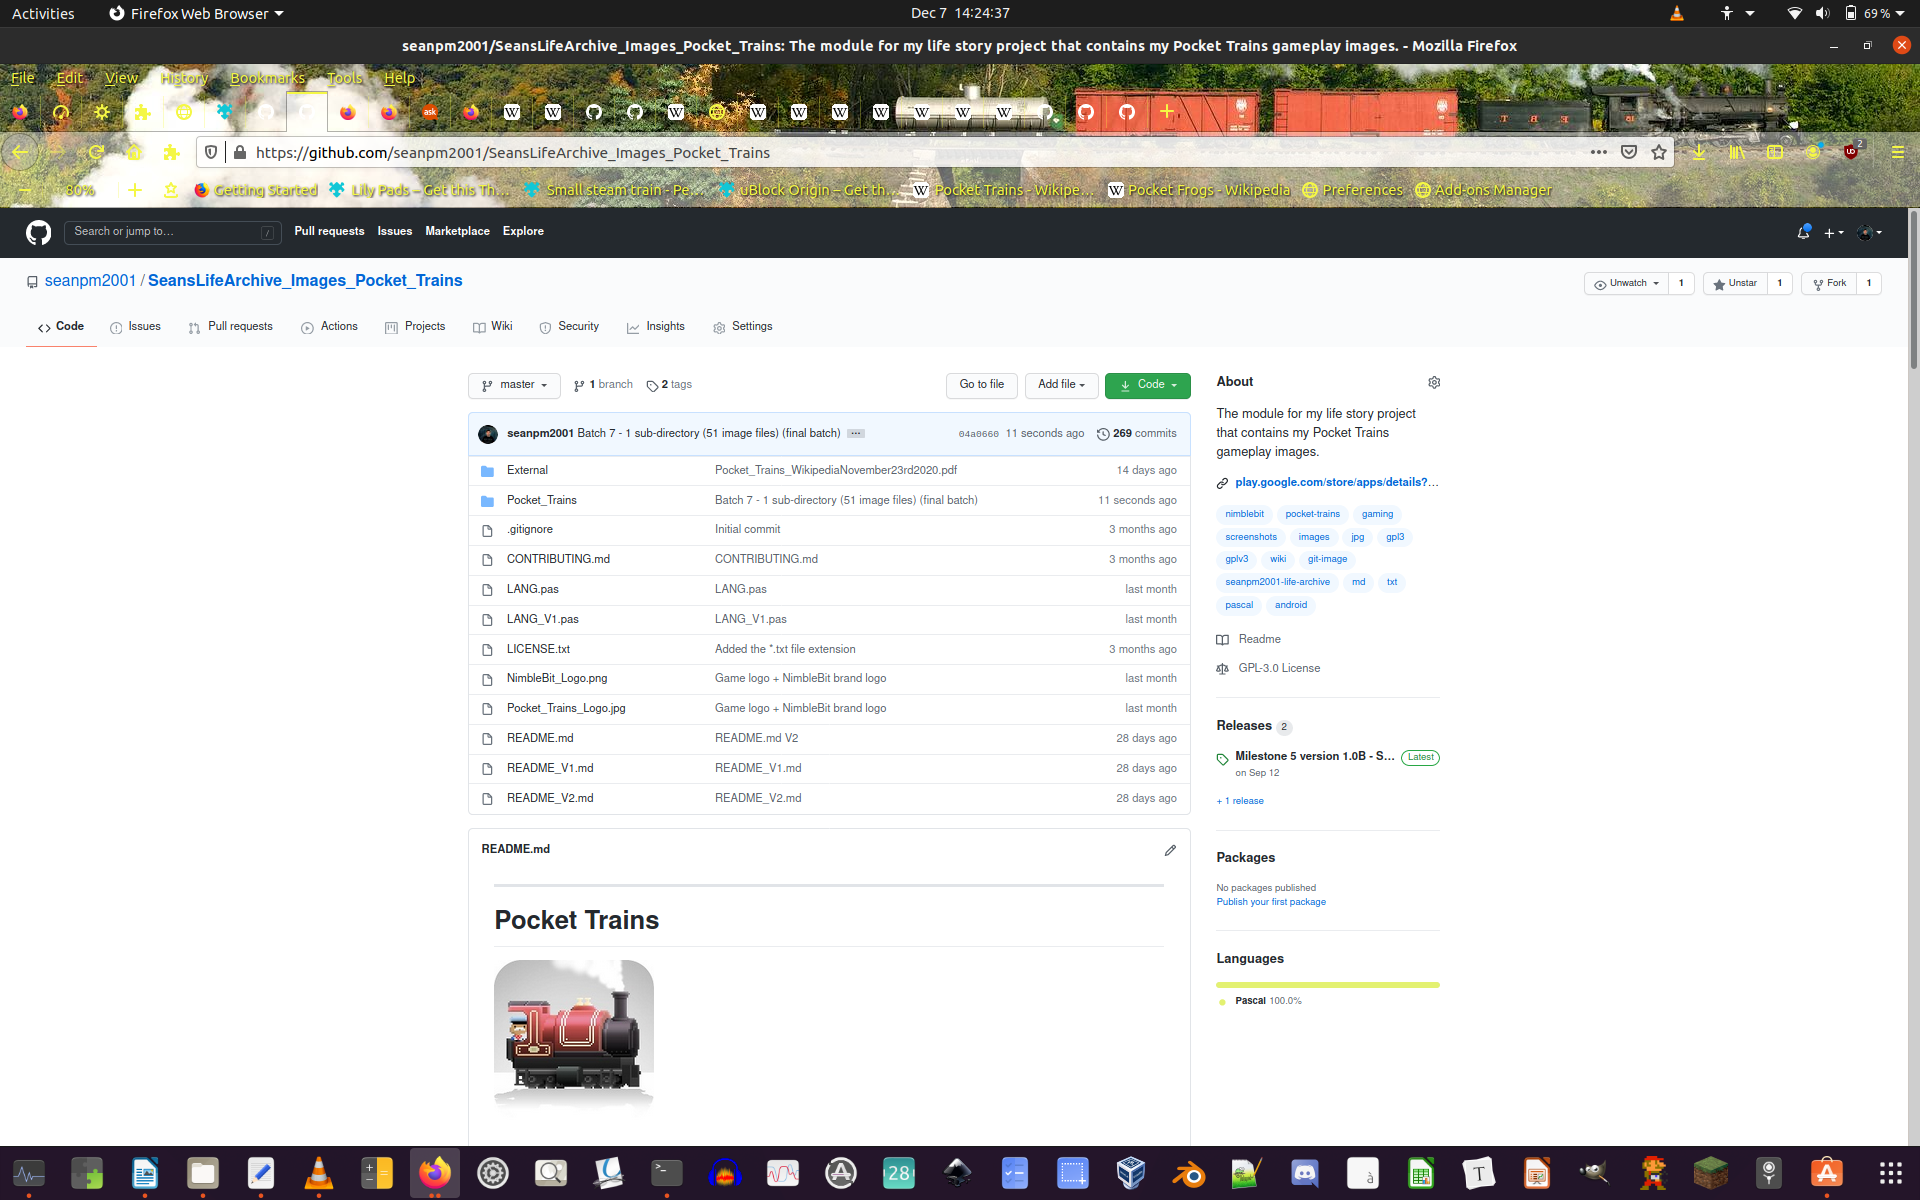 Activities Firefox Web Browser Dec 7 14:24:37 69 %
seanpm2001/SeansLifeArchive_Images_Pocket_Trains: The module for my life story project that contains my Pocket Trains gameplay images. - Mozilla Firefox
File Edit View History Bookmarks Tools Help
https://github.com/seanpm2001/SeansLifeArchive_Images_Pocket_Trains
2
80% Getting Started Lily Pads – Get this Th… Small steam train - Pe… uBlock Origin – Get th… Pocket Trains - Wikipe… Pocket Frogs - Wikipedia Preferences Add-ons Manager
Search or jump to… / Pull requests Issues Marketplace Explore
seanpm2001 / SeansLifeArchive_Images_Pocket_Trains Unwatch 1 Unstar 1 Fork 1
Code Issues Pull requests Actions Projects Wiki Security Insights Settings
master 1 branch 2 tags Go to file Add file Code
seanpm2001 Batch 7 - 1 sub-directory (51 image files) (final batch) 04a0660 11 seconds ago 269 commits
External Pocket_Trains_WikipediaNovember23rd2020.pdf 14 days ago
Pocket_Trains Batch 7 - 1 sub-directory (51 image files) (final batch) 11 seconds ago
.gitignore Initial commit 3 months ago
CONTRIBUTING.md CONTRIBUTING.md 3 months ago
LANG.pas LANG.pas last month
LANG_V1.pas LANG_V1.pas last month
LICENSE.txt Added the *.txt file extension 3 months ago
NimbleBit_Logo.png Game logo + NimbleBit brand logo last month
Pocket_Trains_Logo.jpg Game logo + NimbleBit brand logo last month
README.md README.md V2 28 days ago
README_V1.md README_V1.md 28 days ago
README_V2.md README_V2.md 28 days ago
README.md
Pocket Trains
About
The module for my life story project
that contains my Pocket Trains
gameplay images.
play.google.com/store/apps/details?…
nimblebit pocket-trains gaming
screenshots images jpg gpl3
gplv3 wiki git-image
seanpm2001-life-archive md txt
pascal android
Readme
GPL-3.0 License
Releases 2
Milestone 5 version 1.0B - S… Latest
on Sep 12
+ 1 release
Packages
No packages published
Publish your first package
Languages
Pascal 100.0%
28